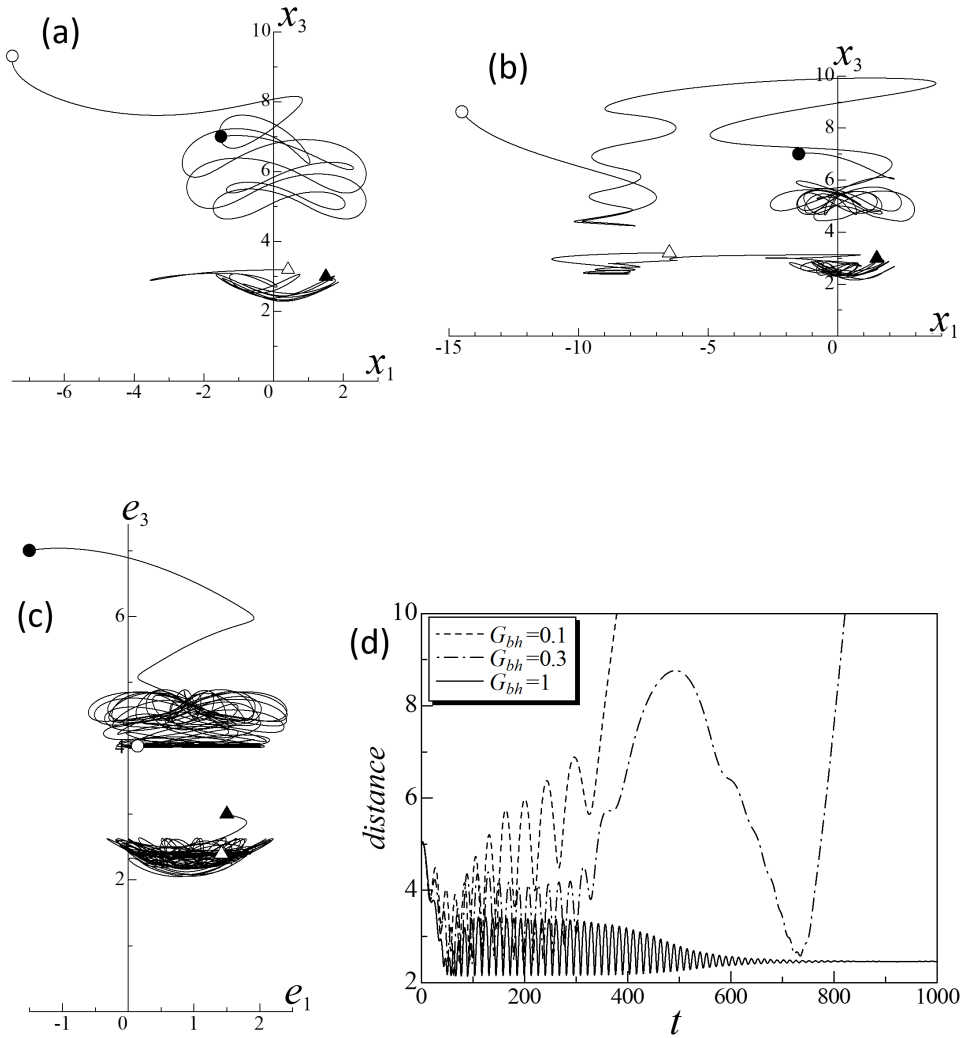 (a)
x3
10
8
6
4
2
-6 -4 -2 0 2
x1
(b)
x3
10
8
6
4
2
-15 -10 -5 0
x1
(c)
e3
6
4
2
-1 0 1 2
e1
(d)
10
8
6
4
2
distance
Gbh=0.1
Gbh=0.3
Gbh=1
0 200 400 600 800 1000
t